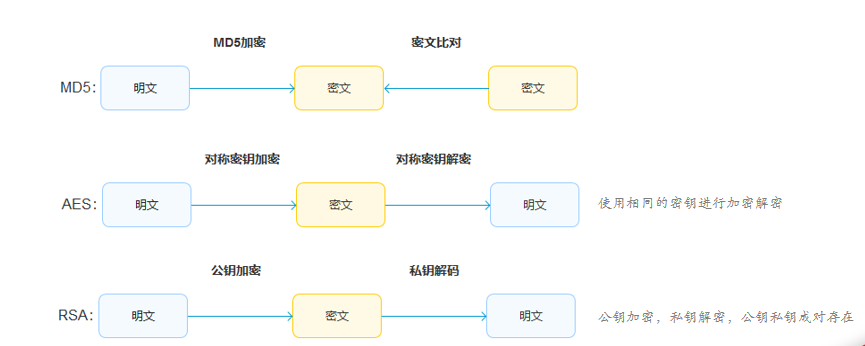 MD5加密 密文比对
MD5: 明文 密文 密文
对称密钥加密 对称密钥解密
AES: 明文 密文 明文 使用相同的密钥进行加密解密
公钥加密 私钥解码
RSA: 明文 密文 明文 公钥加密，私钥解密，公钥私钥成对存在